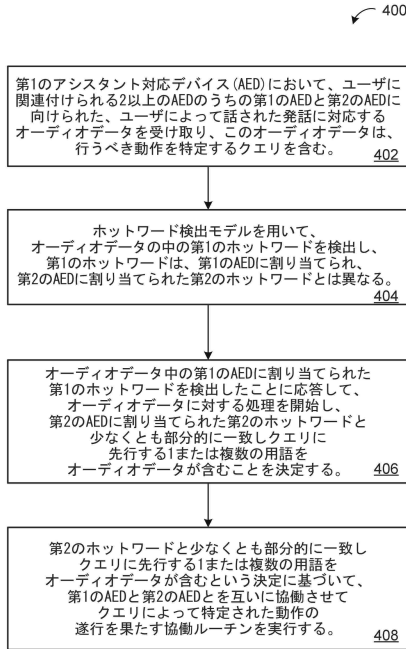 400
第1のアシスタント対応デバイス(AED)において、ユーザに
関連付けられる2以上のAEDのうちの第1のAEDと第2のAEDに
向けられた、ユーザによって話された発話に対応する
オーディオデータを受け取り、このオーディオデータは、
行うべき動作を特定するクエリを含む。
402
ホットワード検出モデルを用いて、
オーディオデータの中の第1のホットワードを検出し、
第1のホットワードは、第1のAEDに割り当てられ、
第2のAEDに割り当てられた第2のホットワードとは異なる。
404
オーディオデータ中の第1のAEDに割り当てられた
第1のホットワードを検出したことに応答して、
オーディオデータに対する処理を開始し、
第2のAEDに割り当てられた第2のホットワードと
少なくとも部分的に一致しクエリに
先行する1または複数の用語を
オーディオデータが含むことを決定する。
406
第2のホットワードと少なくとも部分的に一致し
クエリに先行する1または複数の用語を
オーディオデータが含むという決定に基づいて、
第1のAEDと第2のAEDとを互いに協働させて
クエリによって特定された動作の
遂行を果たす協働ルーチンを実行する。
408